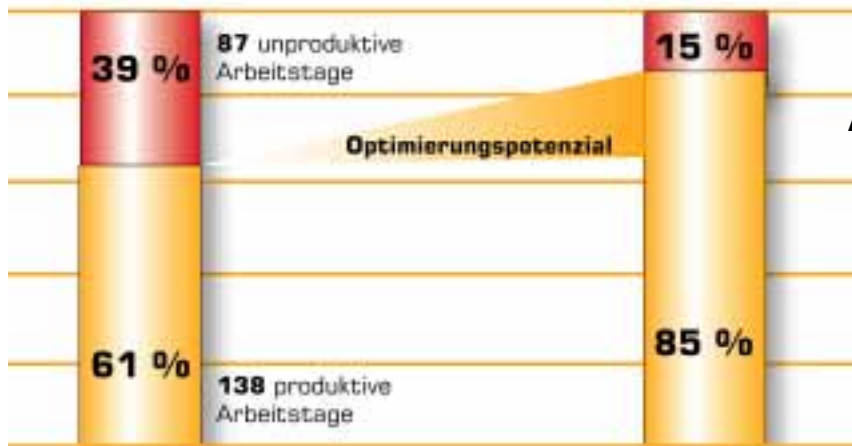 39 %
87 unproduktive
Arbeitstage
15 %
Optimierungspotenzial
61 %
138 produktive
Arbeitstage
85 %